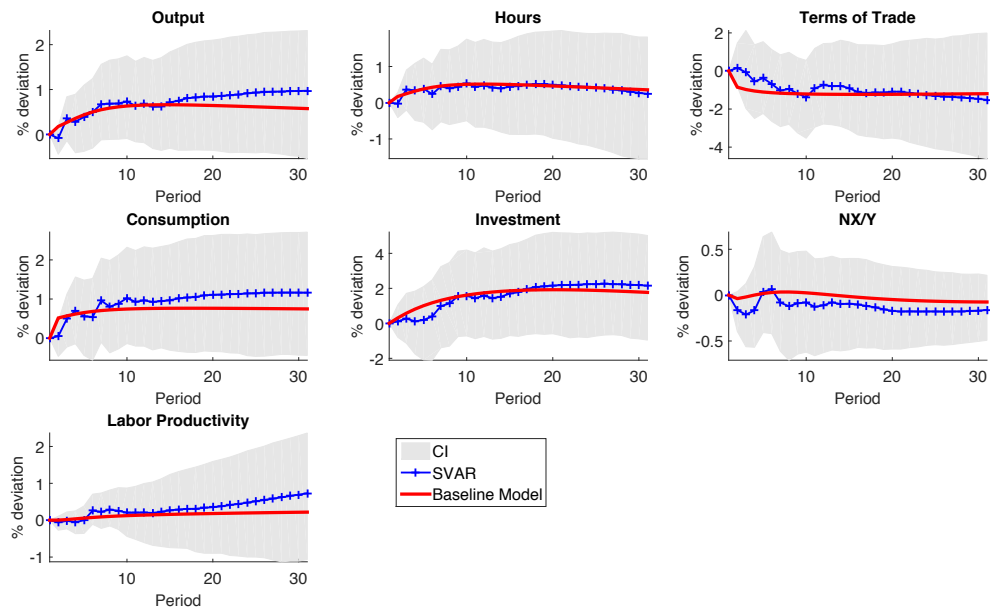 Output
% deviation
2
1
0
10
20
30
Period
Hours
% deviation
1
0
-1
10
20
30
Period
Terms of Trade
% deviation
2
0
-2
-4
10
20
30
Period
Consumption
% deviation
2
1
0
10
20
30
Period
Investment
% deviation
4
2
0
-2
10
20
30
Period
NX/Y
% deviation
0.5
0
-0.5
10
20
30
Period
Labor Productivity
% deviation
2
1
0
-1
10
20
30
Period
CI
SVAR
Baseline Model